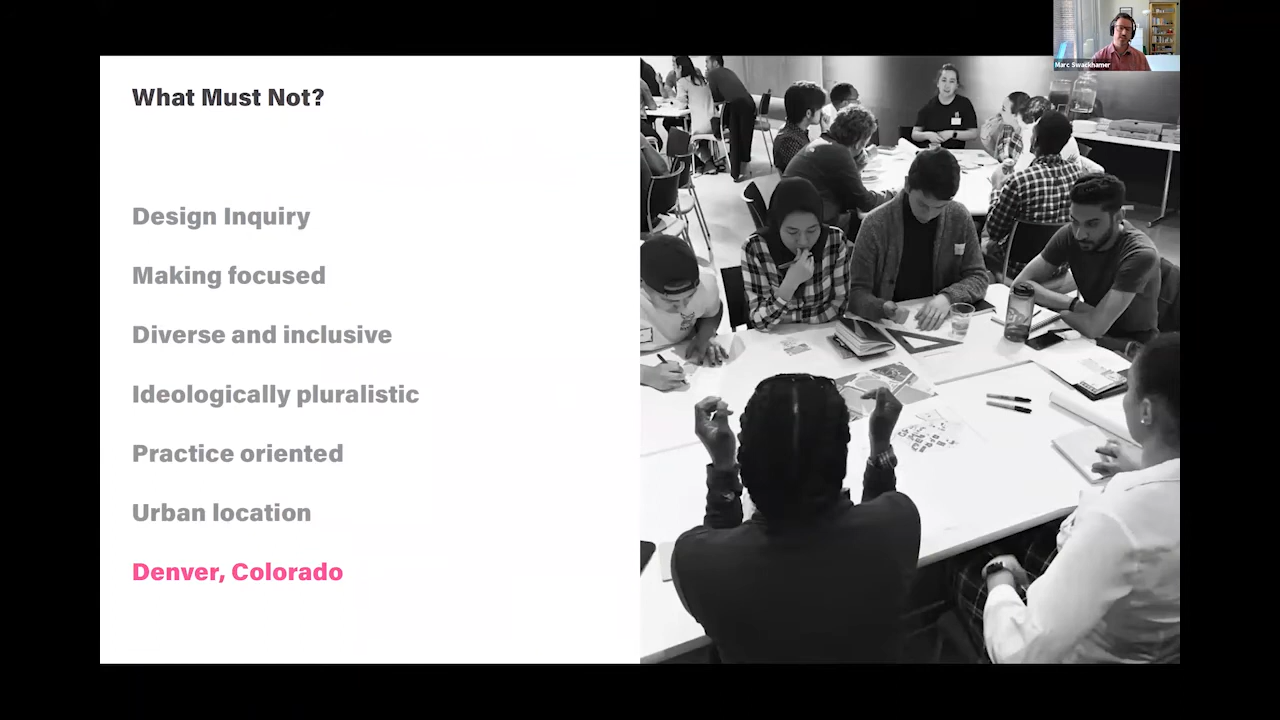 Marc Swackhamer
What Must Not?
Design Inquiry
Making focused
Diverse and inclusive
Ideologically pluralistic
Practice oriented
Urban location
Denver, Colorado